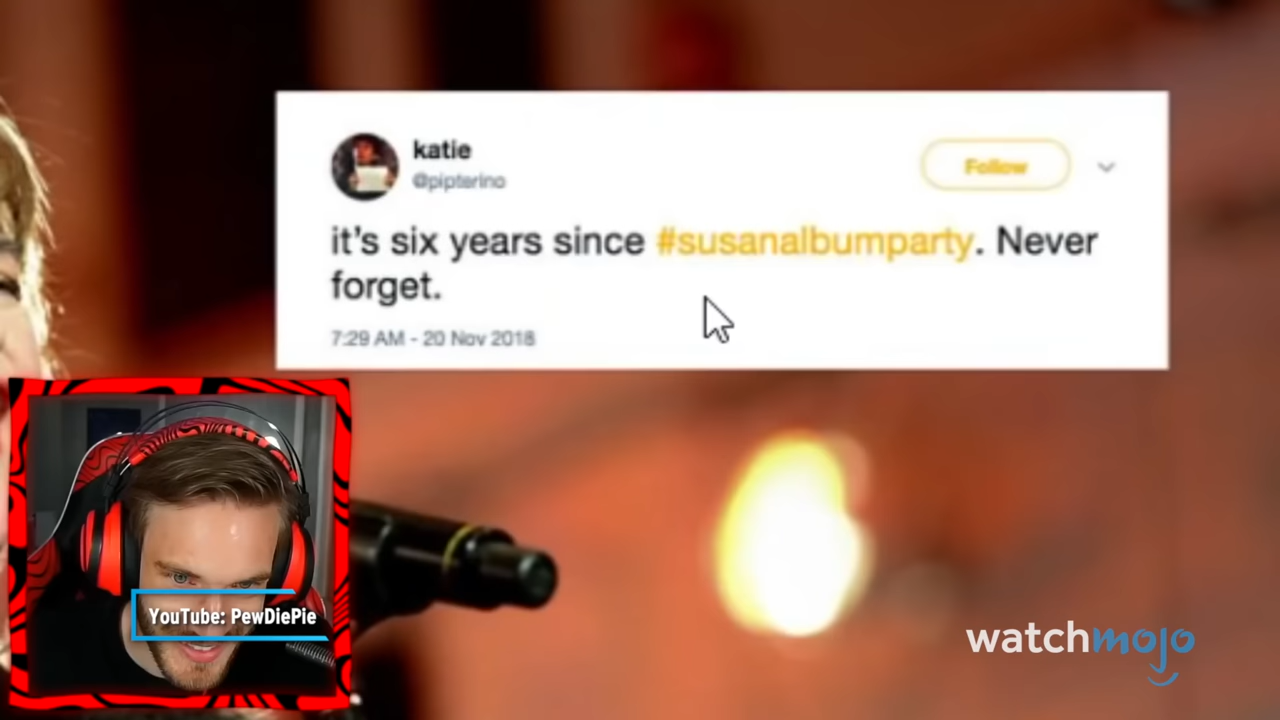 katie
@pipterino
Follow
it's six years since #susanalbumparty. Never
forget.
7:29 AM - 20 Nov 2018
YouTube: PewDiePie
watchmojo